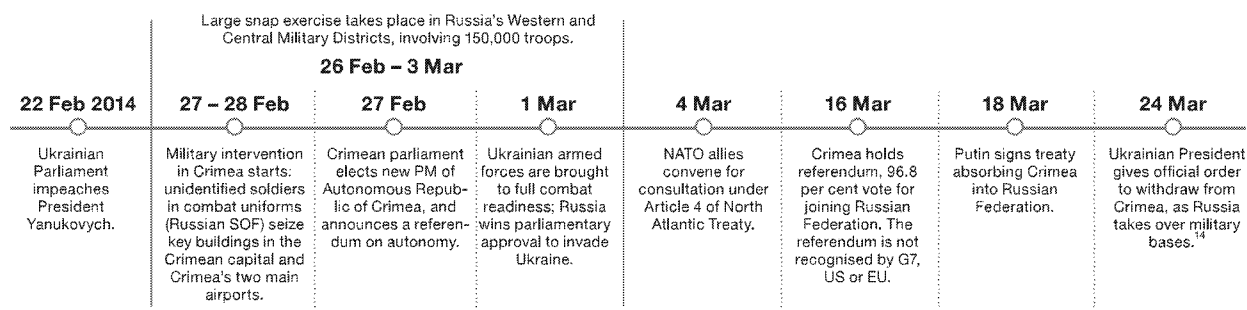 Large snap exercise takes place in Russia's Western and
Central Military Districts, involving 150,000 troops.
26 Feb – 3 Mar
22 Feb 2014
Ukrainian
Parliament
impeaches
President
Yanukovych.
27 – 28 Feb
Military intervention
in Crimea starts:
unidentified soldiers
in combat uniforms
(Russian SOF) seize
key buildings in the
Crimean capital and
Crimea's two main
airports.
27 Feb
Crimean parliament
elects new PM of
Autonomous Repub-
lic of Crimea, and
announces a referen-
dum on autonomy.
1 Mar
Ukrainian armed
forces are brought
to full combat
readiness; Russia
wins parliamentary
approval to invade
Ukraine.
4 Mar
NATO allies
convene for
consultation under
Article 4 of North
Atlantic Treaty.
16 Mar
Crimea holds
referendum, 96.8
per cent vote for
joining Russian
Federation. The
referendum is not
recognised by G7,
US or EU.
18 Mar
Putin signs treaty
absorbing Crimea
into Russian
Federation.
24 Mar
Ukrainian President
gives official order
to withdraw from
Crimea, as Russia
takes over military
bases.14